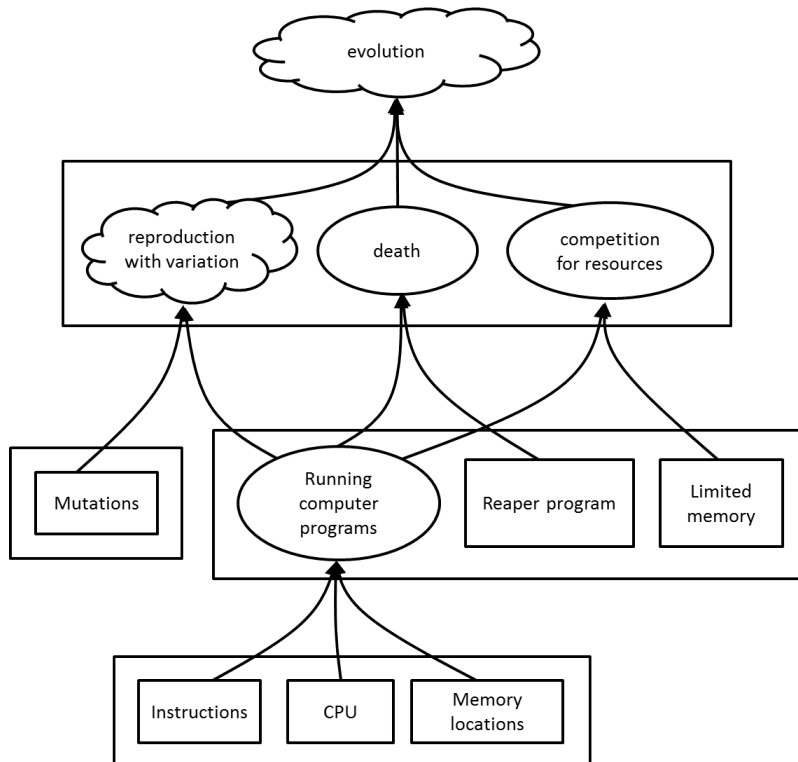 evolution
reproduction
with variation
death
competition
for resources
Mutations
Running
computer
programs
Reaper program
Limited
memory
Instructions
CPU
Memory
locations